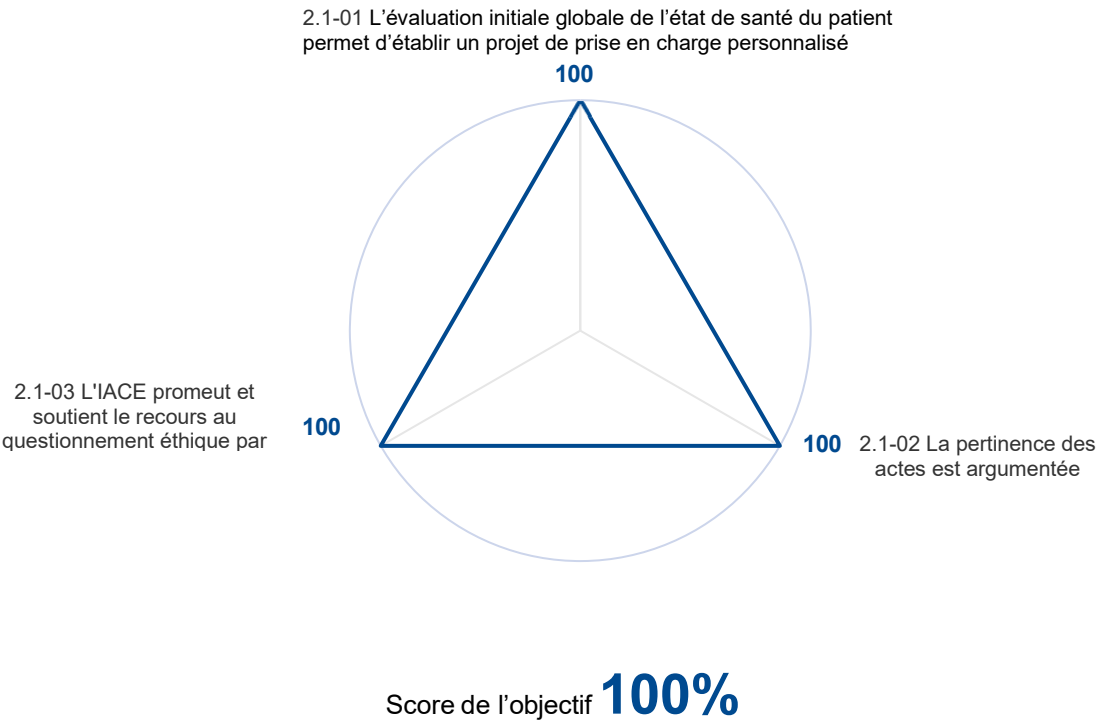 2.1-01 L’évaluation initiale globale de l’état de santé du patient
permet d’établir un projet de prise en charge personnalisé
100
2.1-03 L'IACE promeut et
soutient le recours au
questionnement éthique par
100
100
2.1-02 La pertinence des
actes est argumentée
Score de l’objectif 100%